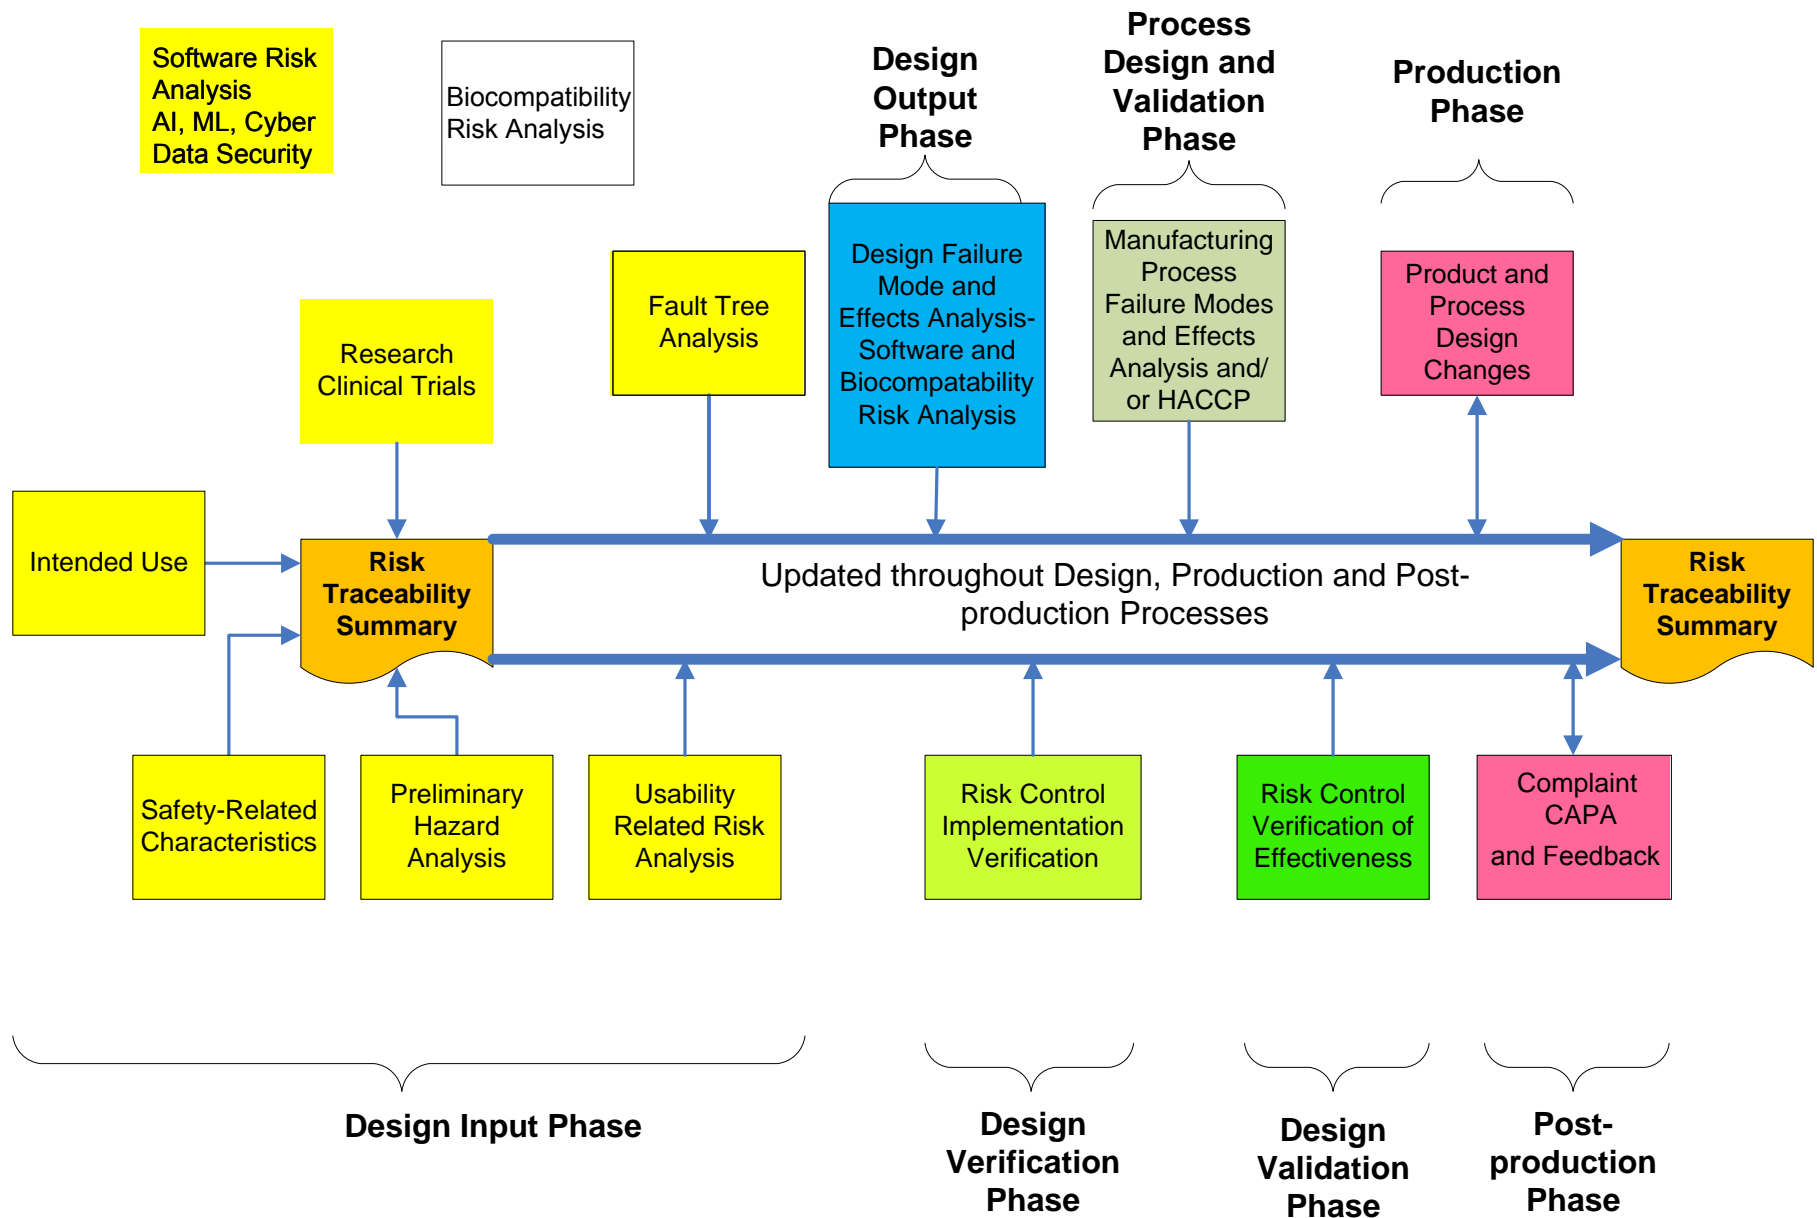 Software Risk
Analysis
AI, ML, Cyber
Data Security
Biocompatibility
Risk Analysis
Design
Output
Phase
Process
Design and
Validation
Phase
Production
Phase
Research
Clinical Trials
Fault Tree
Analysis
Design Failure
Mode and
Effects Analysis-
Software and
Biocompatability
Risk Analysis
Manufacturing
Process
Failure Modes
and Effects
Analysis and/
or HACCP
Product and
Process
Design
Changes
Intended Use
Risk
Traceability
Summary
Updated throughout Design, Production and Post-
production Processes
Risk
Traceability
Summary
Safety-Related
Characteristics
Preliminary
Hazard
Analysis
Usability
Related Risk
Analysis
Risk Control
Implementation
Verification
Risk Control
Verification of
Effectiveness
Complaint
CAPA
and Feedback
Design Input Phase
Design
Verification
Phase
Design
Validation
Phase
Post-
production
Phase